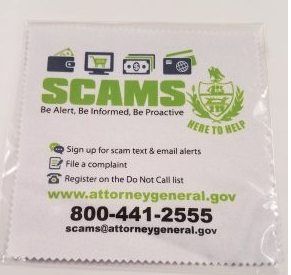 SCAMS
Be Alert, Be Informed, Be Proactive
HERE TO HELP
Sign up for scam text & email alerts
File a complaint
Register on the Do Not Call list
www.attorneygeneral.gov
800-441-2555
scams@attorneygeneral.gov